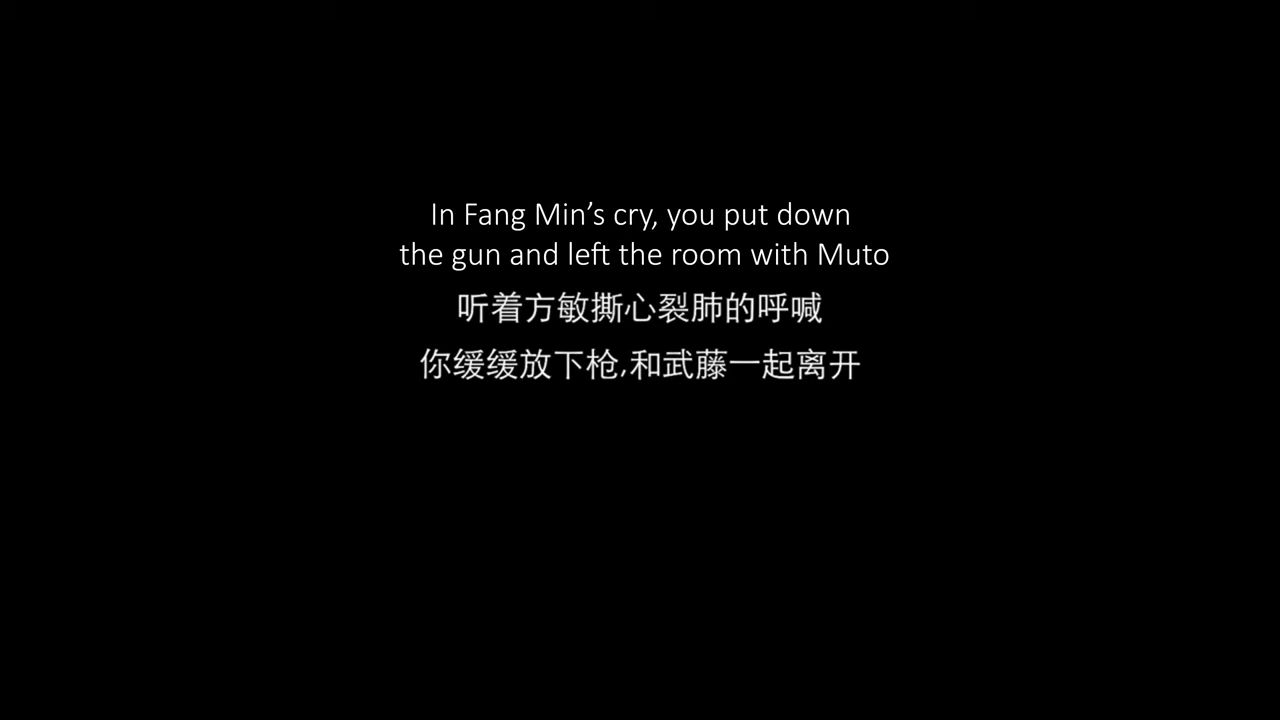 In Fang Min’s cry, you put down
the gun and left the room with Muto
听着方敏撕心裂肺的呼喊
你缓缓放下枪,和武藤一起离开